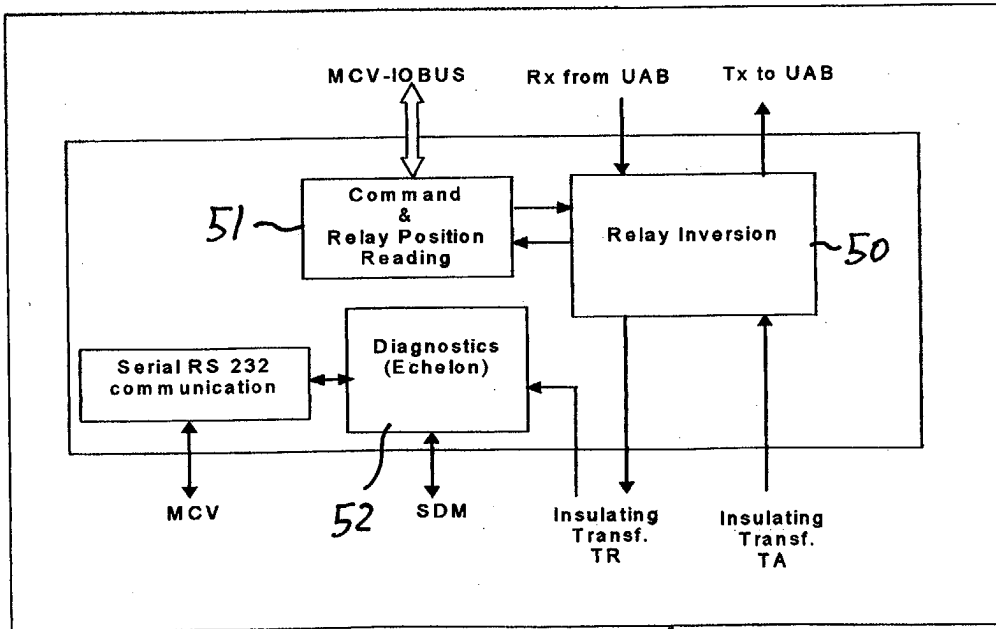 MCV-IOBUS
Rx from UAB
Tx to UAB
Command
&
Relay Position
Reading
51
Relay Inversion
50
Serial RS 232
communication
Diagnostics
(Echelon)
MCV
52
SDM
Insulating
Transf.
TR
Insulating
Transf.
TA